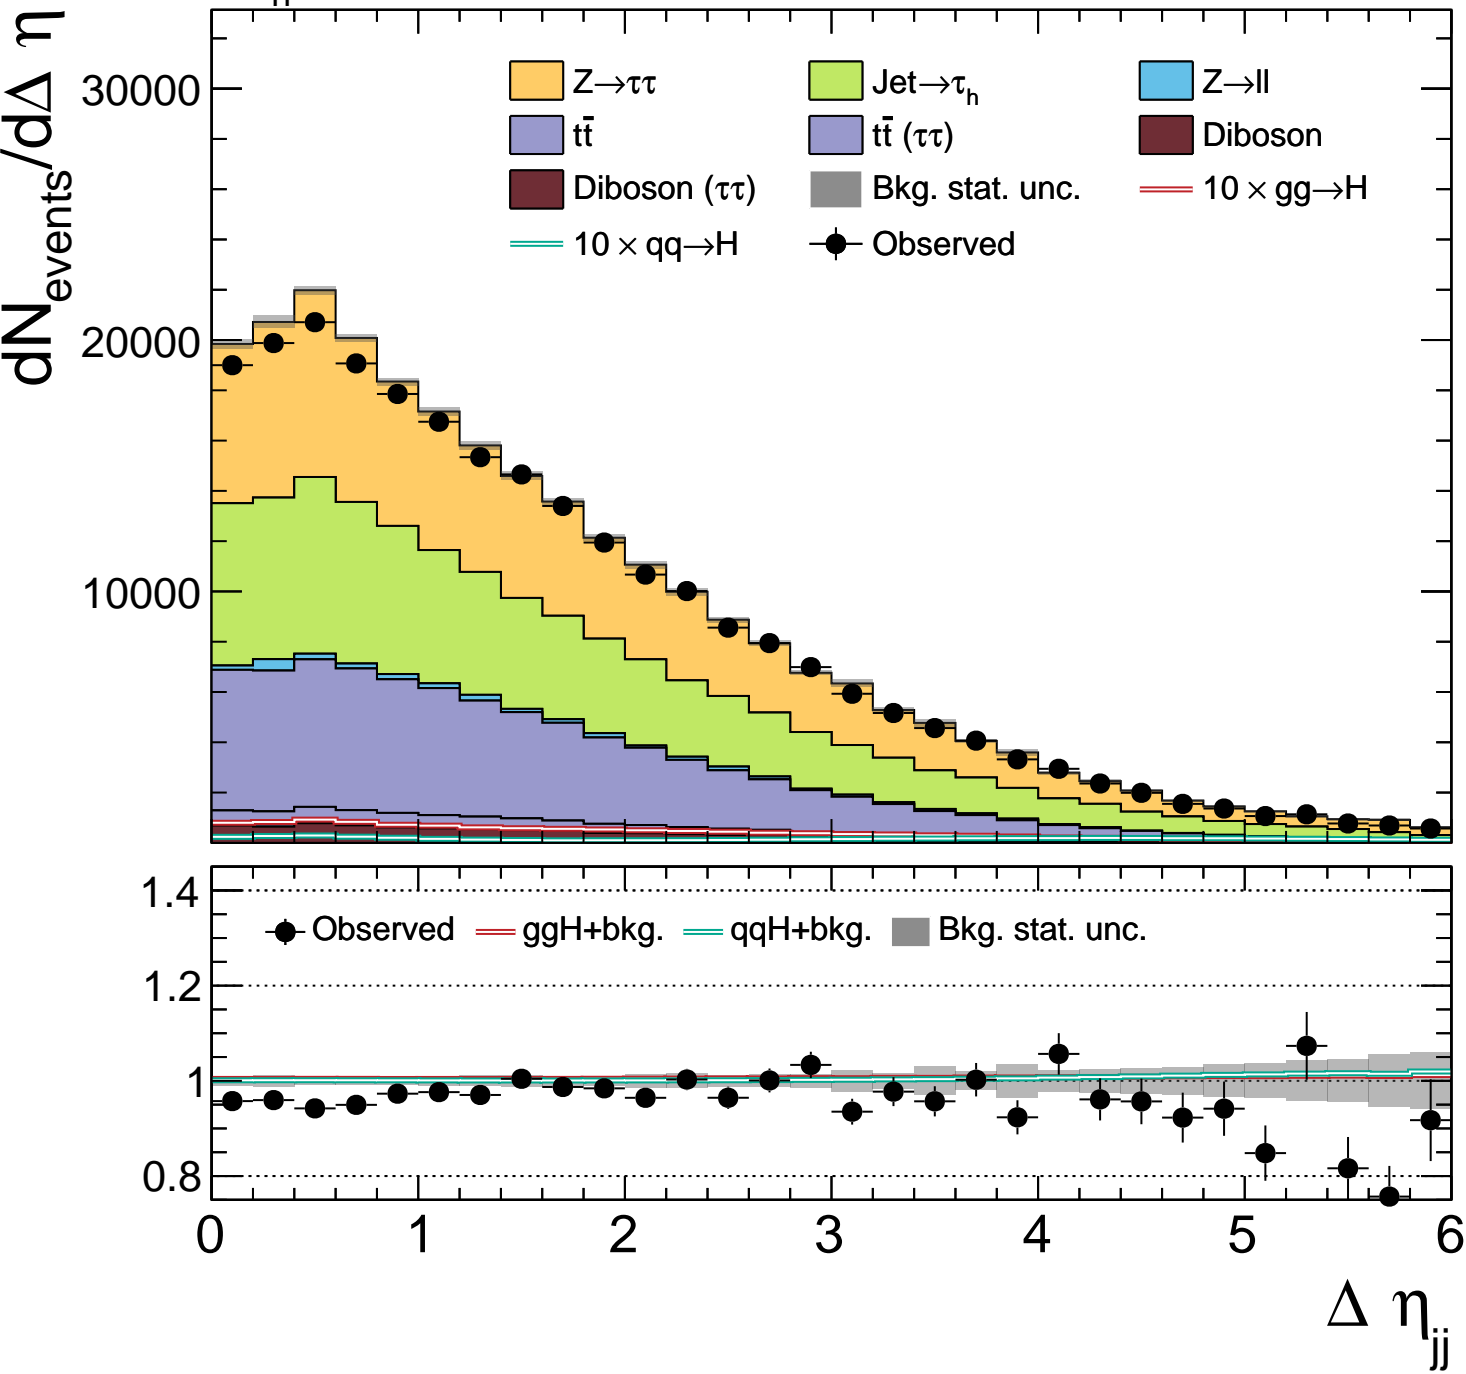 dN_events/dΔ η
30000
20000
10000
Z→ττ
Jet→τ_h
Z→ll
tt̄
tt̄ (ττ)
Diboson
Diboson (ττ)
Bkg. stat. unc.
10 × gg→H
10 × qq→H
Observed
1.4
1.2
1
0.8
Observed
ggH+bkg.
qqH+bkg.
Bkg. stat. unc.
0 1 2 3 4 5 6
Δ η_jj